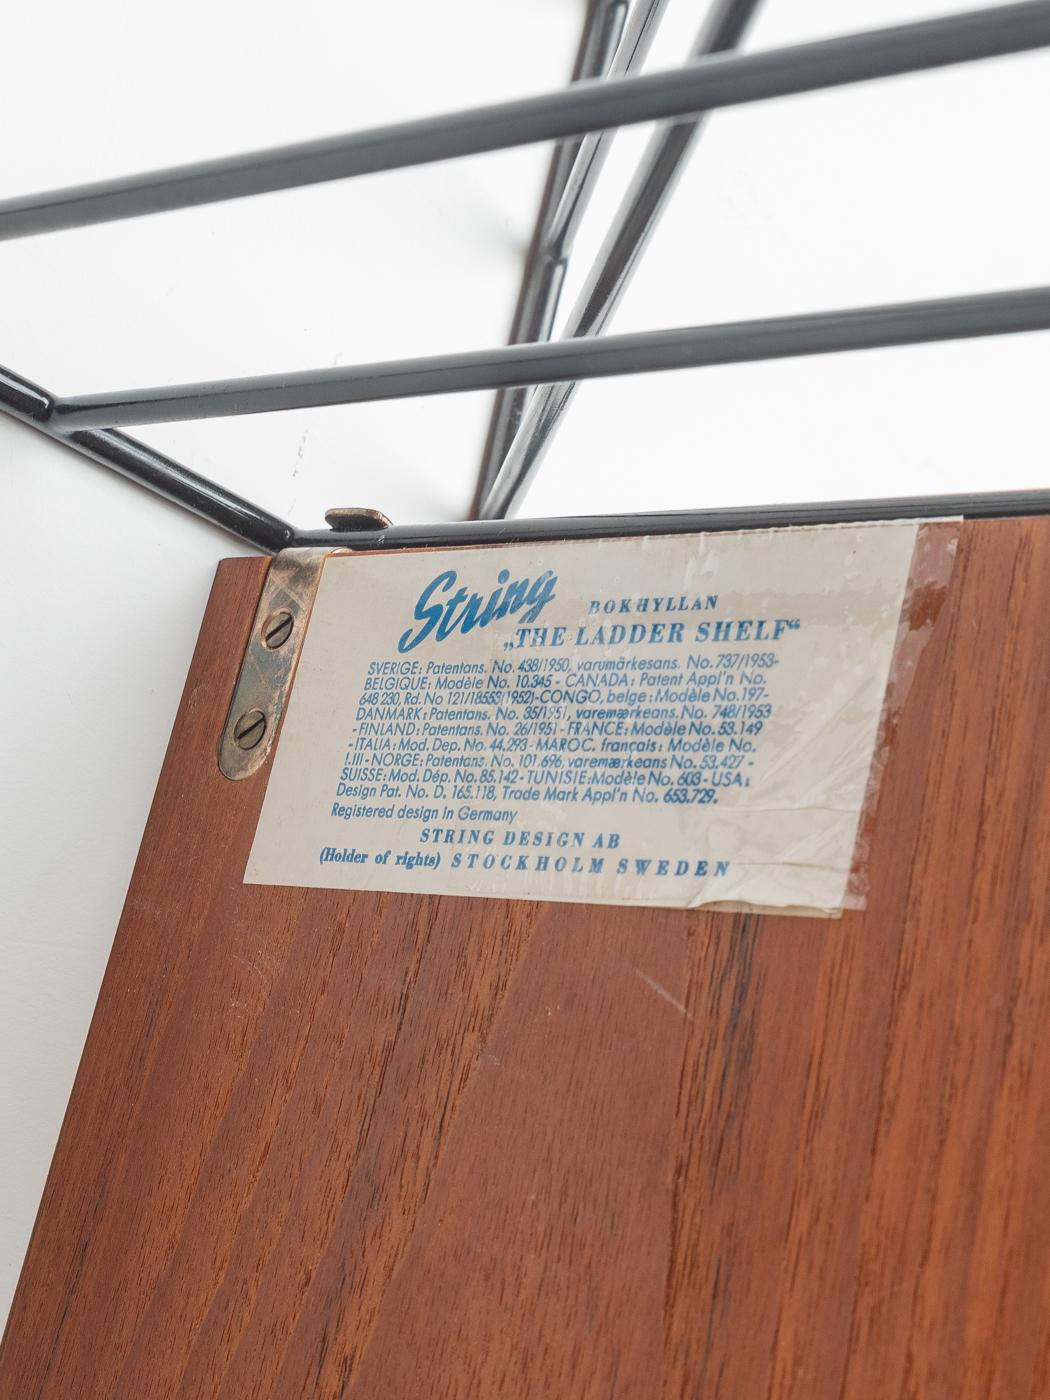 String BOKHYLLAN
„THE LADDER SHELF“
SVERIGE: Patentans. No. 438/1950, varumärkesans. No. 737/1953-
BELGIQUE: Modèle No. 10.345 - CANADA: Patent Appl'n No.
648 230, Rd. No 121/18553(1952)-CONGO, belge: Modèle No. 197-
DANMARK: Patentans. No. 35/1951, varemærkeans. No. 748/1953
-FINLAND: Patentans. No. 26/1951 - FRANCE: Modèle No. 53.149
-ITALIA: Mod. Dep. No. 44.293-MAROC. français: Modèle No.
1.III-NORGE: Patentans. No. 101.696, varemærkeans. No. 53.427 -
SUISSE: Mod. Dép. No. 85.142-TUNISIE: Modèle No. 603-USA:
Design Pat. No. D. 165.118, Trade Mark Appl'n No. 653.729.
Registered design in Germany
STRING DESIGN AB
(Holder of rights) STOCKHOLM SWEDEN